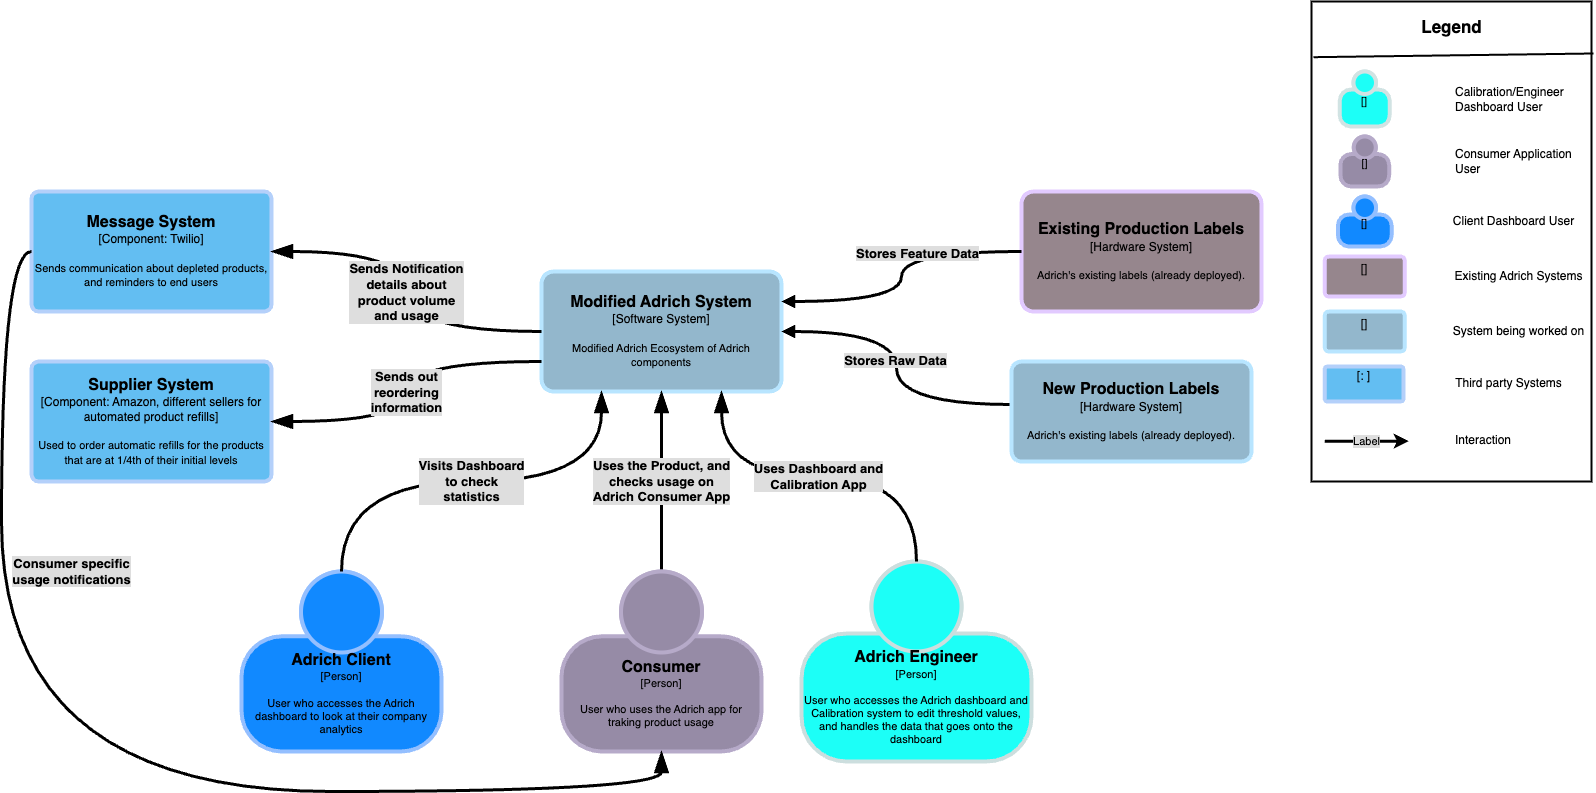 Legend
[]
Calibration/Engineer
Dashboard User
[]
Consumer Application
User
[]
Client Dashboard User
[]
Existing Adrich Systems
[]
System being worked on
[: ]
Third party Systems
Label
Interaction
Message System
[Component: Twilio]
Sends communication about depleted products,
and reminders to end users
Sends Notification
details about
product volume
and usage
Modified Adrich System
[Software System]
Modified Adrich Ecosystem of Adrich
components
Stores Feature Data
Existing Production Labels
[Hardware System]
Adrich's existing labels (already deployed).
Stores Raw Data
New Production Labels
[Hardware System]
Adrich's existing labels (already deployed).
Supplier System
[Component: Amazon, different sellers for
automated product refills]
Used to order automatic refills for the products
that are at 1/4th of their initial levels
Sends out
reordering
information
Visits Dashboard
to check
statistics
Uses the Product, and
checks usage on
Adrich Consumer App
Uses Dashboard and
Calibration App
Consumer specific
usage notifications
Adrich Client
[Person]
User who accesses the Adrich
dashboard to look at their company
analytics
Consumer
[Person]
User who uses the Adrich app for
traking product usage
Adrich Engineer
[Person]
User who accesses the Adrich dashboard and
Calibration system to edit threshold values,
and handles the data that goes onto the
dashboard